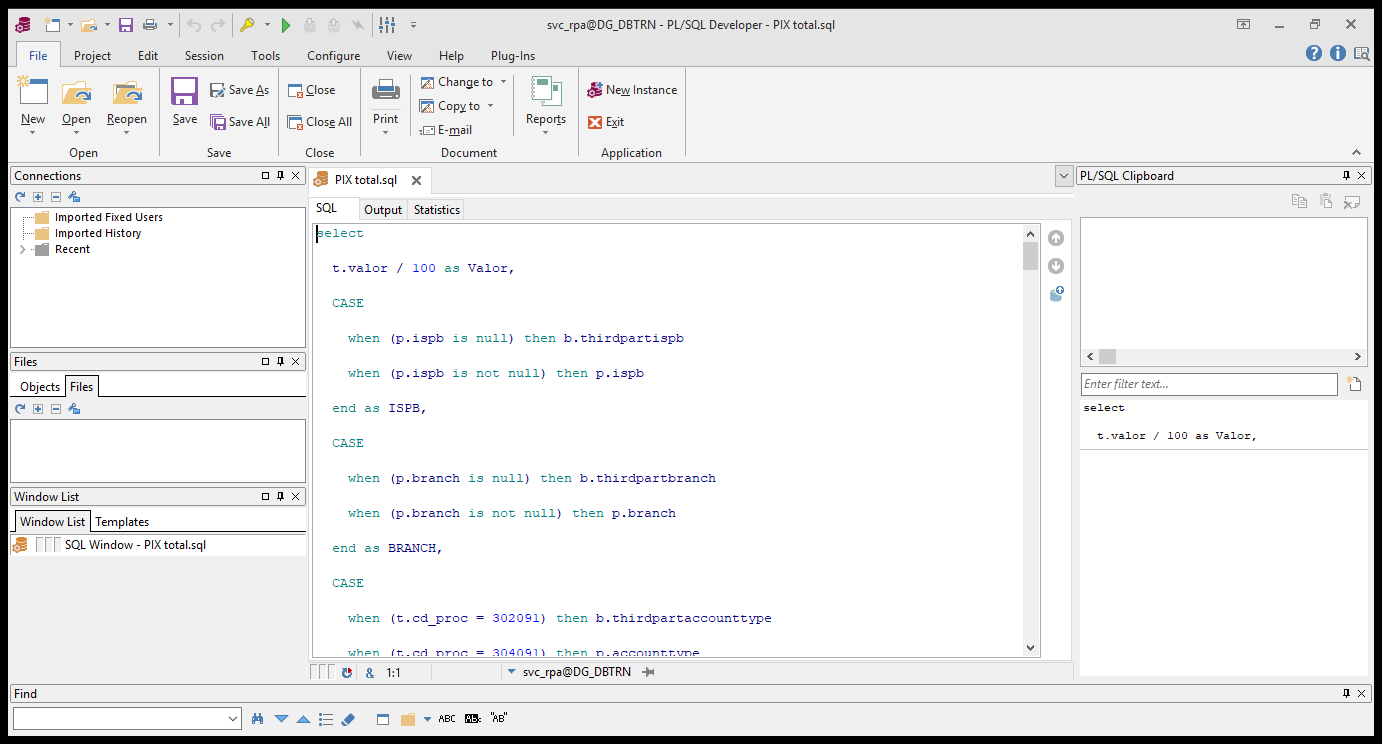 svc_rpa@DG_DBTRN - PL/SQL Developer - PIX total.sql
File Project Edit Session Tools Configure View Help Plug-Ins
New Open Reopen
Open
Save Save As
Save All
Save
Close
Close All
Close
Print
Change to
Copy to
E-mail
Document
Reports
New Instance
Exit
Application
Connections
Imported Fixed Users
Imported History
Recent
Files
Objects Files
Window List
Window List Templates
SQL Window - PIX total.sql
PIX total.sql
SQL Output Statistics
select
t.valor / 100 as Valor,
CASE
when (p.ispb is null) then b.thirdpartispb
when (p.ispb is not null) then p.ispb
end as ISPB,
CASE
when (p.branch is null) then b.thirdpartbranch
when (p.branch is not null) then p.branch
end as BRANCH,
CASE
when (t.cd_proc = 302091) then b.thirdpartaccounttype
when (t.cd_proc = 304091) then p.accounttype
& 1:1 svc_rpa@DG_DBTRN
PL/SQL Clipboard
Enter filter text...
select
t.valor / 100 as Valor,
Find
ABC AB: "AB"